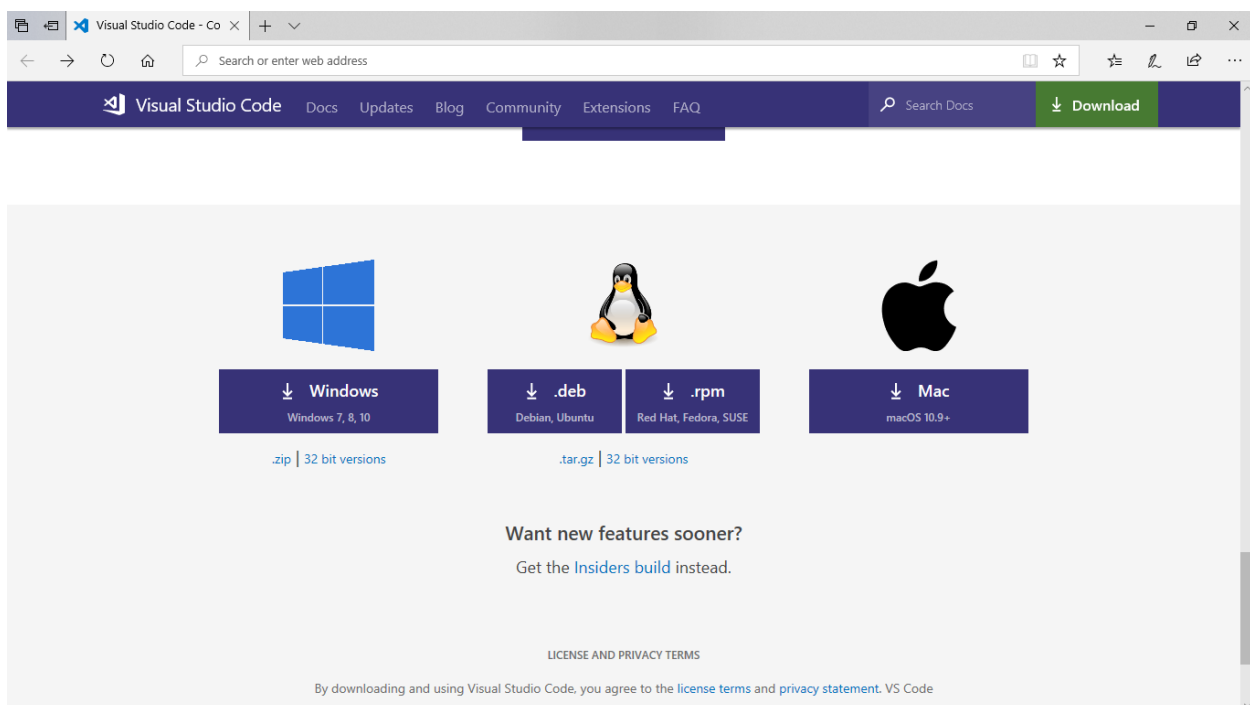 Visual Studio Code - Co
Search or enter web address
Visual Studio Code Docs Updates Blog Community Extensions FAQ Search Docs Download
Windows
Windows 7, 8, 10
.deb
Debian, Ubuntu
.rpm
Red Hat, Fedora, SUSE
Mac
macOS 10.9+
.zip | 32 bit versions
.tar.gz | 32 bit versions
Want new features sooner?
Get the Insiders build instead.
LICENSE AND PRIVACY TERMS
By downloading and using Visual Studio Code, you agree to the license terms and privacy statement. VS Code